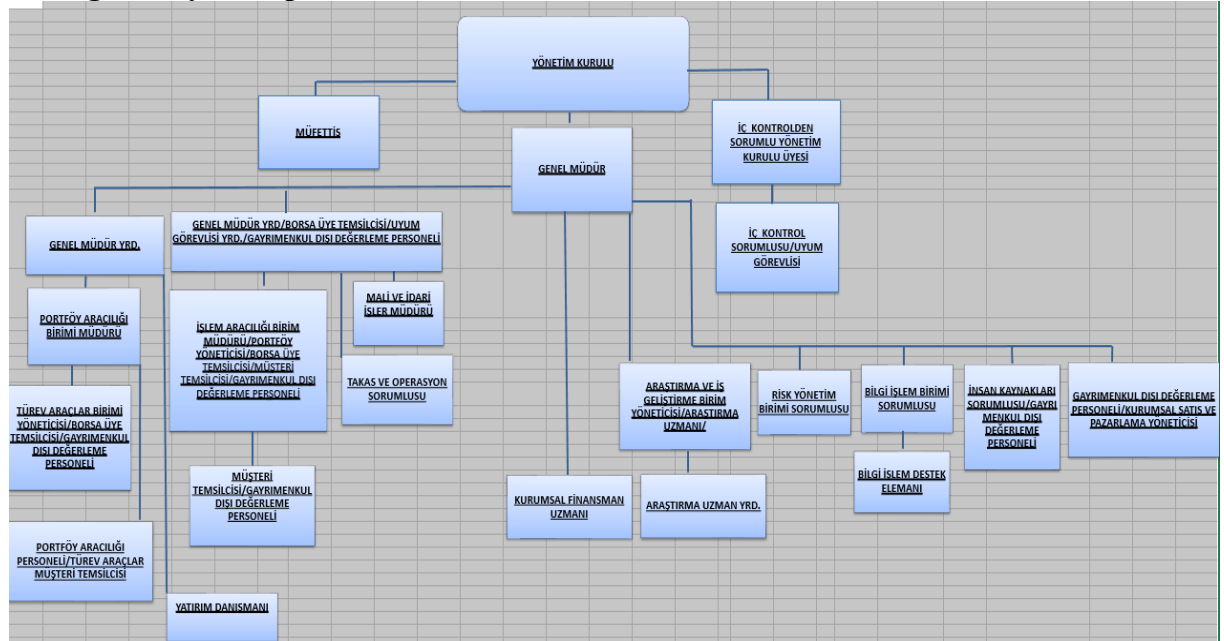 YÖNETİM KURULU
MÜFETTİŞ
GENEL MÜDÜR
İÇ KONTROLDEN
SORUMLU YÖNETİM
KURULU ÜYESİ
İÇ KONTROL
SORUMLUSU/UYUM
GÖREVLİSİ
GENEL MÜDÜR YRD.
GENEL MÜDÜR YRD/BORSA ÜYE TEMSİLCİSİ/UYUM
GÖREVLİSİ YRD./GAYRIMENKUL DIŞI DEĞERLEME PERSONELİ
PORTFÖY ARACILIĞI
BİRİMİ MÜDÜRÜ
İŞLEM ARACILIĞI BİRİM
MÜDÜRÜ/PORTFÖY
YÖNETİCİSİ/BORSA ÜYE
TEMSİLCİSİ/MÜŞTERİ
TEMSİLCİSİ/GAYRIMENKUL DIŞI
DEĞERLEME PERSONELİ
MALİ VE İDARİ
İŞLER MÜDÜRÜ
TAKAS VE OPERASYON
SORUMLUSU
TÜREV ARAÇLAR BİRİMİ
YÖNETİCİSİ/BORSA ÜYE
TEMSİLCİSİ/GAYRIMENKUL
DIŞI DEĞERLEME
PERSONELİ
MÜŞTERİ
TEMSİLCİSİ/GAYRIMENKUL
DIŞI DEĞERLEME
PERSONELİ
PORTFÖY ARACILIĞI
PERSONELİ/TÜREV ARAÇLAR
MÜŞTERİ TEMSİLCİSİ
YATIRIM DANIŞMANI
KURUMSAL FİNANSMAN
UZMANI
ARAŞTIRMA VE İŞ
GELİŞTİRME BİRİM
YÖNETİCİSİ/ARAŞTIRMA
UZMANI/
ARAŞTIRMA UZMAN YRD.
RİSK YÖNETİM
BİRİMİ SORUMLUSU
BİLGİ İŞLEM BİRİMİ
SORUMLUSU
BİLGİ İŞLEM DESTEK
ELEMANI
İNSAN KAYNAKLARI
SORUMLUSU/GAYRI
MENKUL DIŞI
DEĞERLEME
PERSONELİ
GAYRIMENKUL DIŞI DEĞERLEME
PERSONELİ/KURUMSAL SATIŞ VE
PAZARLAMA YÖNETİCİSİ